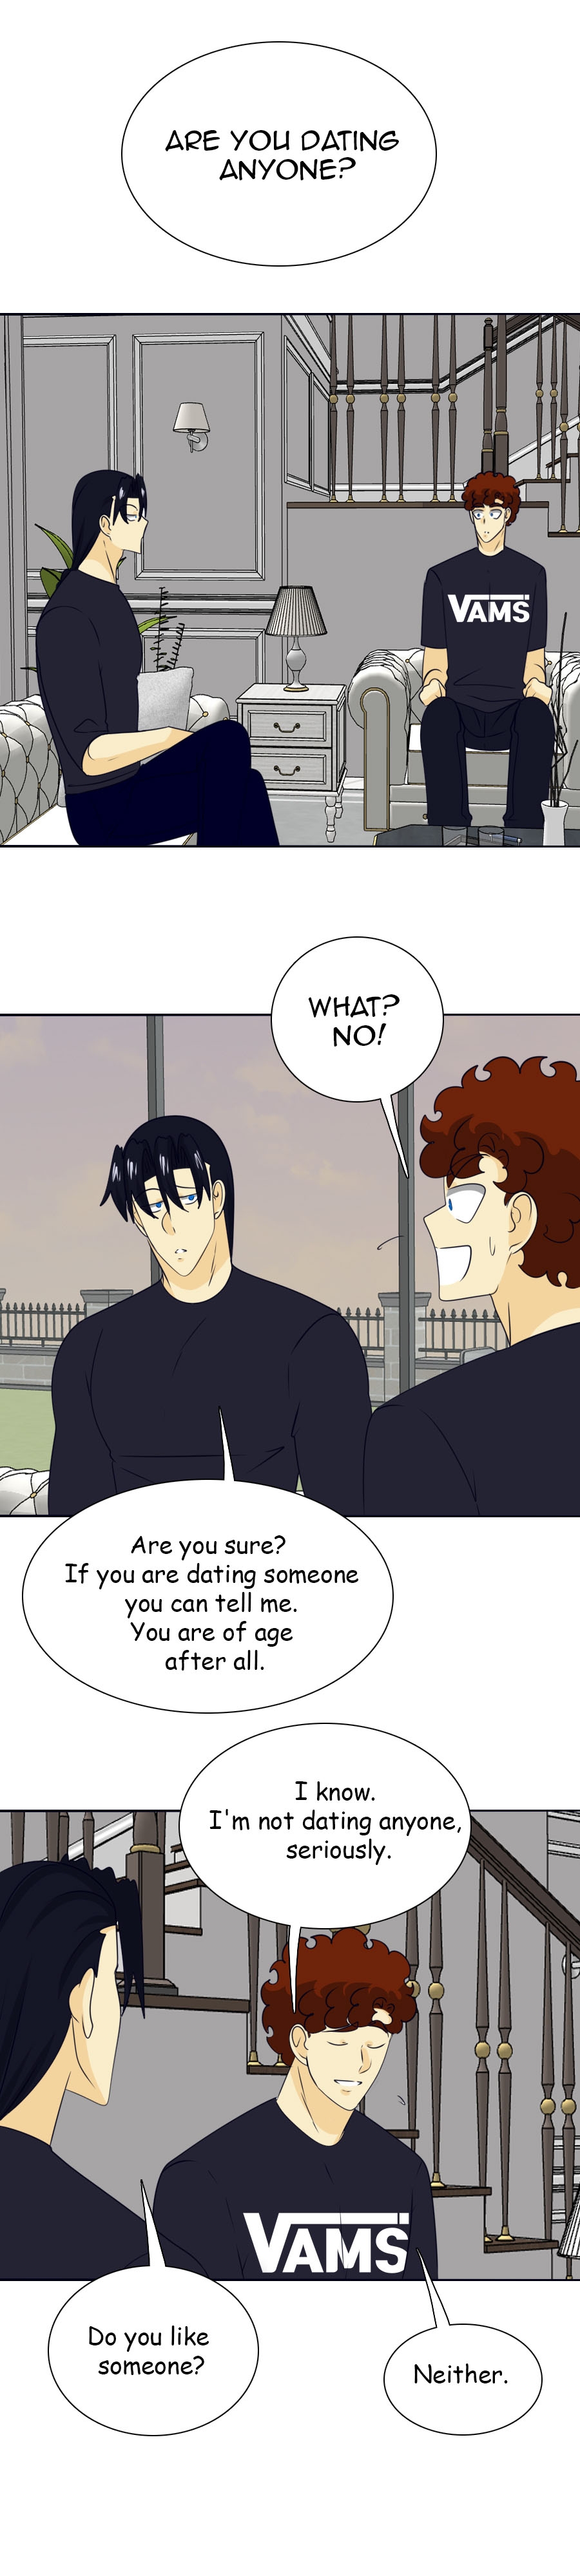 ARE YOU DATING
ANYONE?
VAMS
WHAT?
NO!
Are you sure?
If you are dating someone
you can tell me.
You are of age
after all.
I know.
I'm not dating anyone,
seriously.
VAMS
Do you like
someone?
Neither.